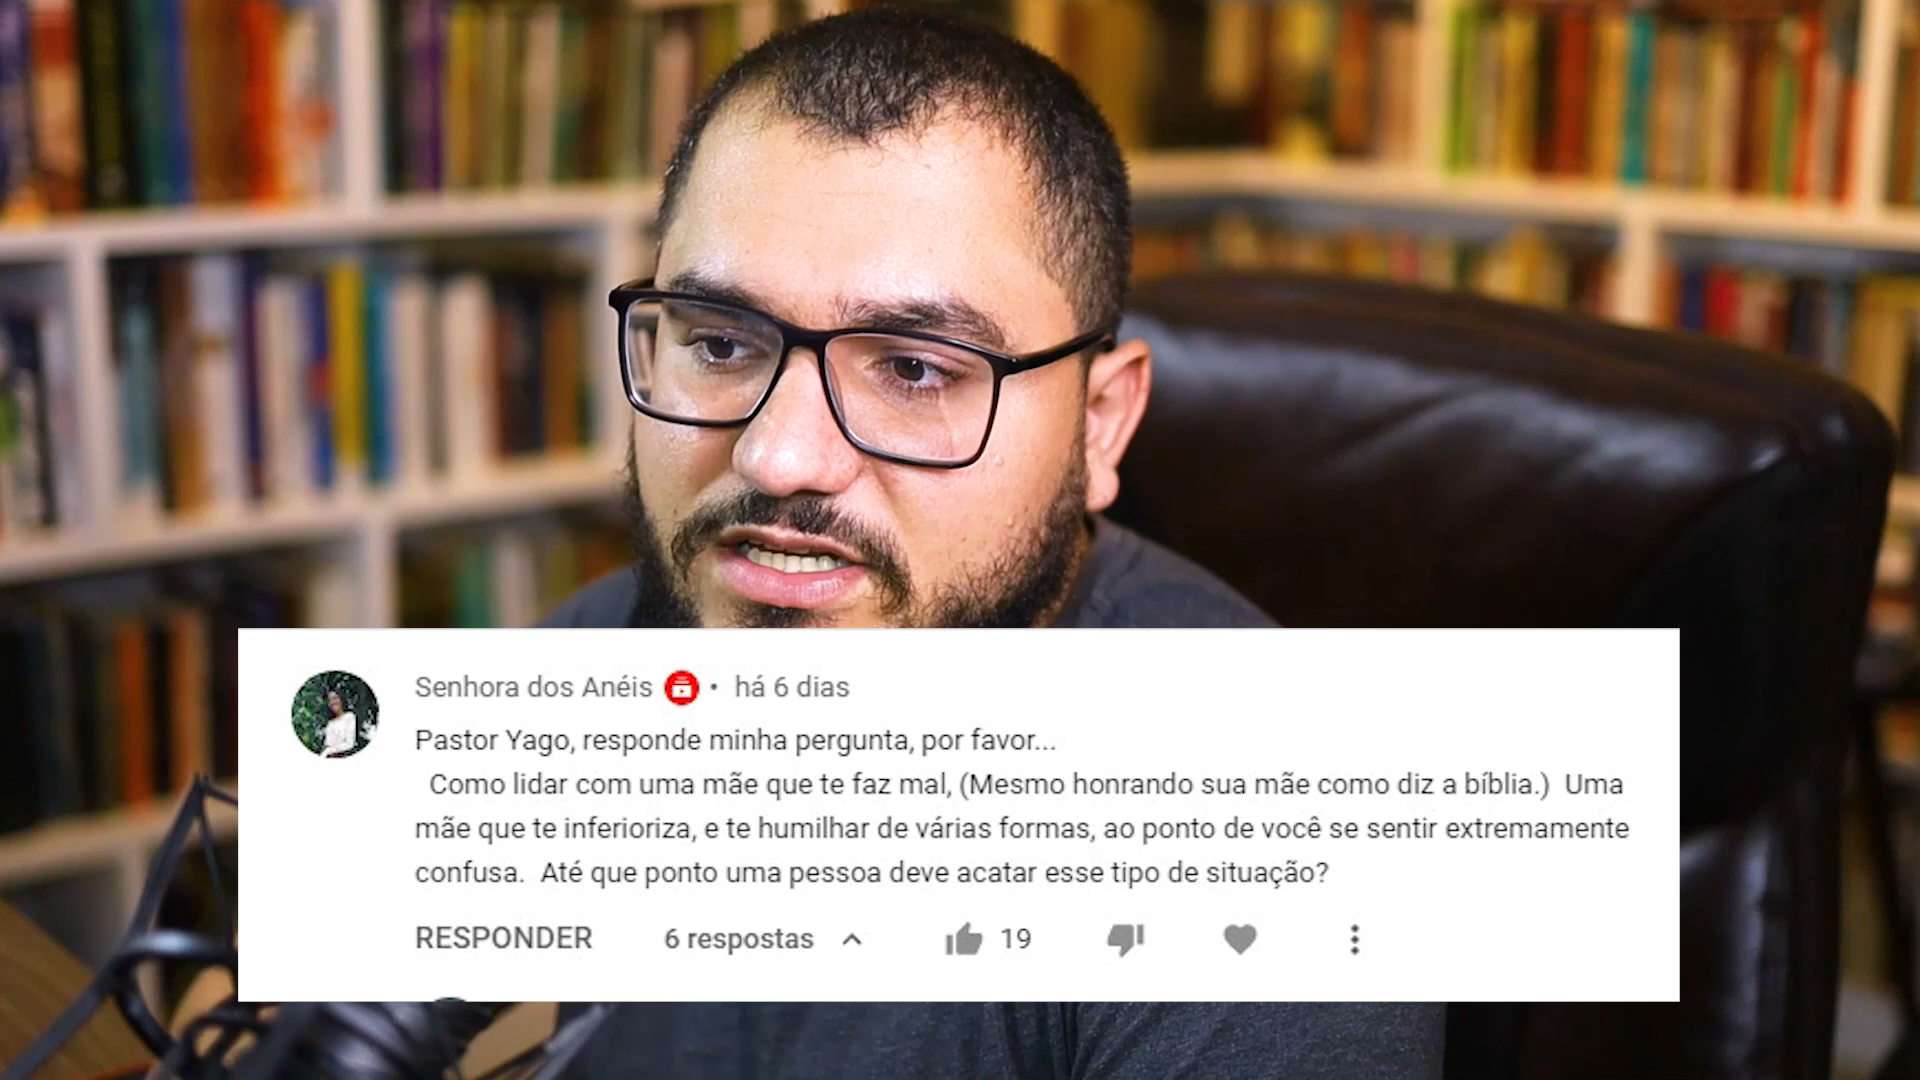 Senhora dos Anéis • há 6 dias
Pastor Yago, responde minha pergunta, por favor...
Como lidar com uma mãe que te faz mal, (Mesmo honrando sua mãe como diz a bíblia.) Uma
mãe que te inferioriza, e te humilhar de várias formas, ao ponto de você se sentir extremamente
confusa. Até que ponto uma pessoa deve acatar esse tipo de situação?
RESPONDER 6 respostas 19